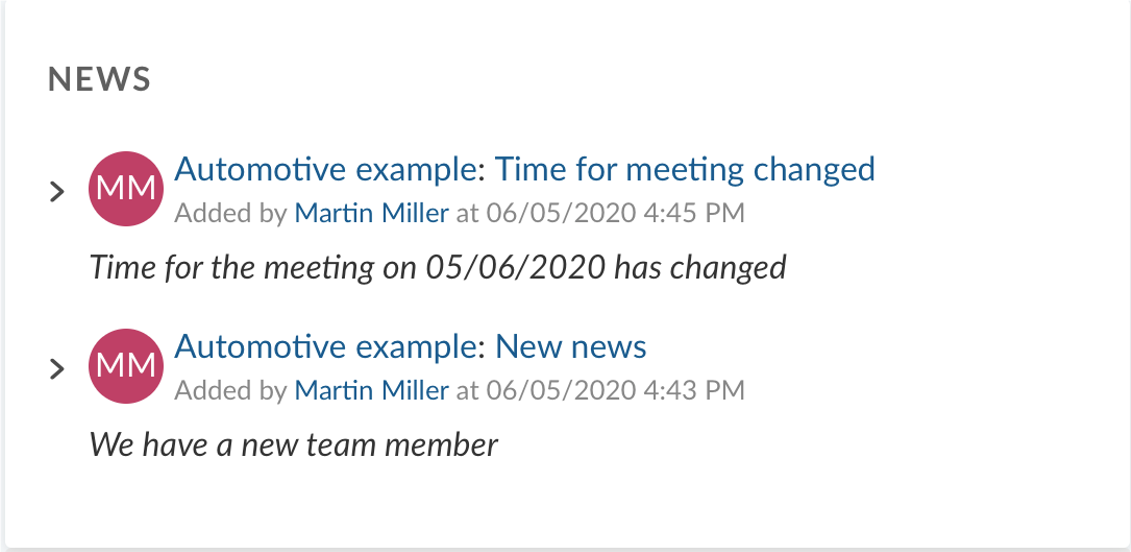 NEWS
MM
Automotive example: Time for meeting changed
Added by Martin Miller at 06/05/2020 4:45 PM
Time for the meeting on 05/06/2020 has changed
MM
Automotive example: New news
Added by Martin Miller at 06/05/2020 4:43 PM
We have a new team member